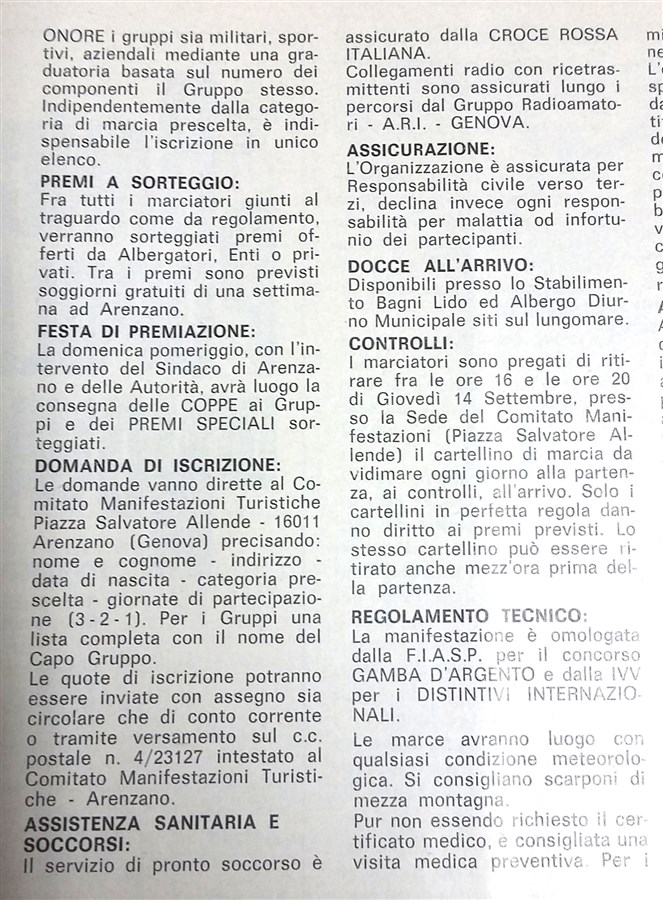 ONORE i gruppi sia militari, spor-
tivi, aziendali mediante una gra-
duatoria basata sul numero dei
componenti il Gruppo stesso.
Indipendentemente dalla catego-
ria di marcia prescelta, è indi-
spensabile l'iscrizione in unico
elenco.
PREMI A SORTEGGIO:
Fra tutti i marciatori giunti al
traguardo come da regolamento,
verranno sorteggiati premi of-
ferti da Albergatori, Enti o pri-
vati. Tra i premi sono previsti
soggiorni gratuiti di una settima-
na ad Arenzano.
FESTA DI PREMIAZIONE:
La domenica pomeriggio, con l'in-
tervento del Sindaco di Arenza-
no e delle Autorità, avrà luogo la
consegna delle COPPE ai Grup-
pi e dei PREMI SPECIALI sor-
teggiati.
DOMANDA DI ISCRIZIONE:
Le domande vanno dirette al Co-
mitato Manifestazioni Turistiche
Piazza Salvatore Allende - 16011
Arenzano (Genova) precisando:
nome e cognome - indirizzo -
data di nascita - categoria pre-
scelta - giornate di partecipazio-
ne (3-2-1). Per i Gruppi una
lista completa con il nome del
Capo Gruppo.
Le quote di iscrizione potranno
essere inviate con assegno sia
circolare che di conto corrente
o tramite versamento sul c.c.
postale n. 4/23127 intestato al
Comitato Manifestazioni Turisti-
che - Arenzano.
ASSISTENZA SANITARIA E
SOCCORSI:
Il servizio di pronto soccorso è
assicurato dalla CROCE ROSSA
ITALIANA.
Collegamenti radio con ricetras-
mittenti sono assicurati lungo i
percorsi dal Gruppo Radioamato-
ri - A.R.I. - GENOVA.
ASSICURAZIONE:
L'Organizzazione è assicurata per
Responsabilità civile verso ter-
zi, declina invece ogni respon-
sabilità per malattia od infortu-
nio dei partecipanti.
DOCCE ALL'ARRIVO:
Disponibili presso lo Stabilimen-
to Bagni Lido ed Albergo Diur-
no Municipale siti sul lungomare.
CONTROLLI:
I marciatori sono pregati di riti-
rare fra le ore 16 e le ore 20
di Giovedì 14 Settembre, pres-
so la Sede del Comitato Mani-
festazioni (Piazza Salvatore Al-
lende) il cartellino di marcia da
vidimare ogni giorno alla parten-
za, ai controlli, all'arrivo. Solo i
cartellini in perfetta regola dan-
no diritto ai premi previsti. Lo
stesso cartellino può essere ri-
tirato anche mezz'ora prima del-
la partenza.
REGOLAMENTO TECNICO:
La manifestazione è omologata
dalla F.I.A.S.P. per il concorso
GAMBA D'ARGENTO e dalla IVV
per i DISTINTIVI INTERNAZIO-
NALI.
Le marce avranno luogo con
qualsiasi condizione meteorolo-
gica. Si consigliano scarponi di
mezza montagna.
Pur non essendo richiesto il cer-
tificato medico, è consigliata una
visita medica preventiva. Per i